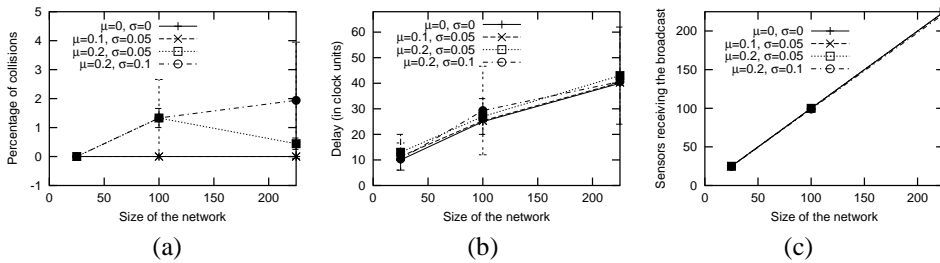 Percentage of collisions
5
4
3
2
1
0
-1
0
50
100
150
200
Size of the network
μ=0, σ=0
μ=0.1, σ=0.05
μ=0.2, σ=0.05
μ=0.2, σ=0.1
(a)
Delay (in clock units)
60
50
40
30
20
10
0
0
50
100
150
200
Size of the network
μ=0, σ=0
μ=0.1, σ=0.05
μ=0.2, σ=0.05
μ=0.2, σ=0.1
(b)
Sensors receiving the broadcast
200
150
100
50
0
0
50
100
150
200
Size of the network
μ=0, σ=0
μ=0.1, σ=0.05
μ=0.2, σ=0.05
μ=0.2, σ=0.1
(c)